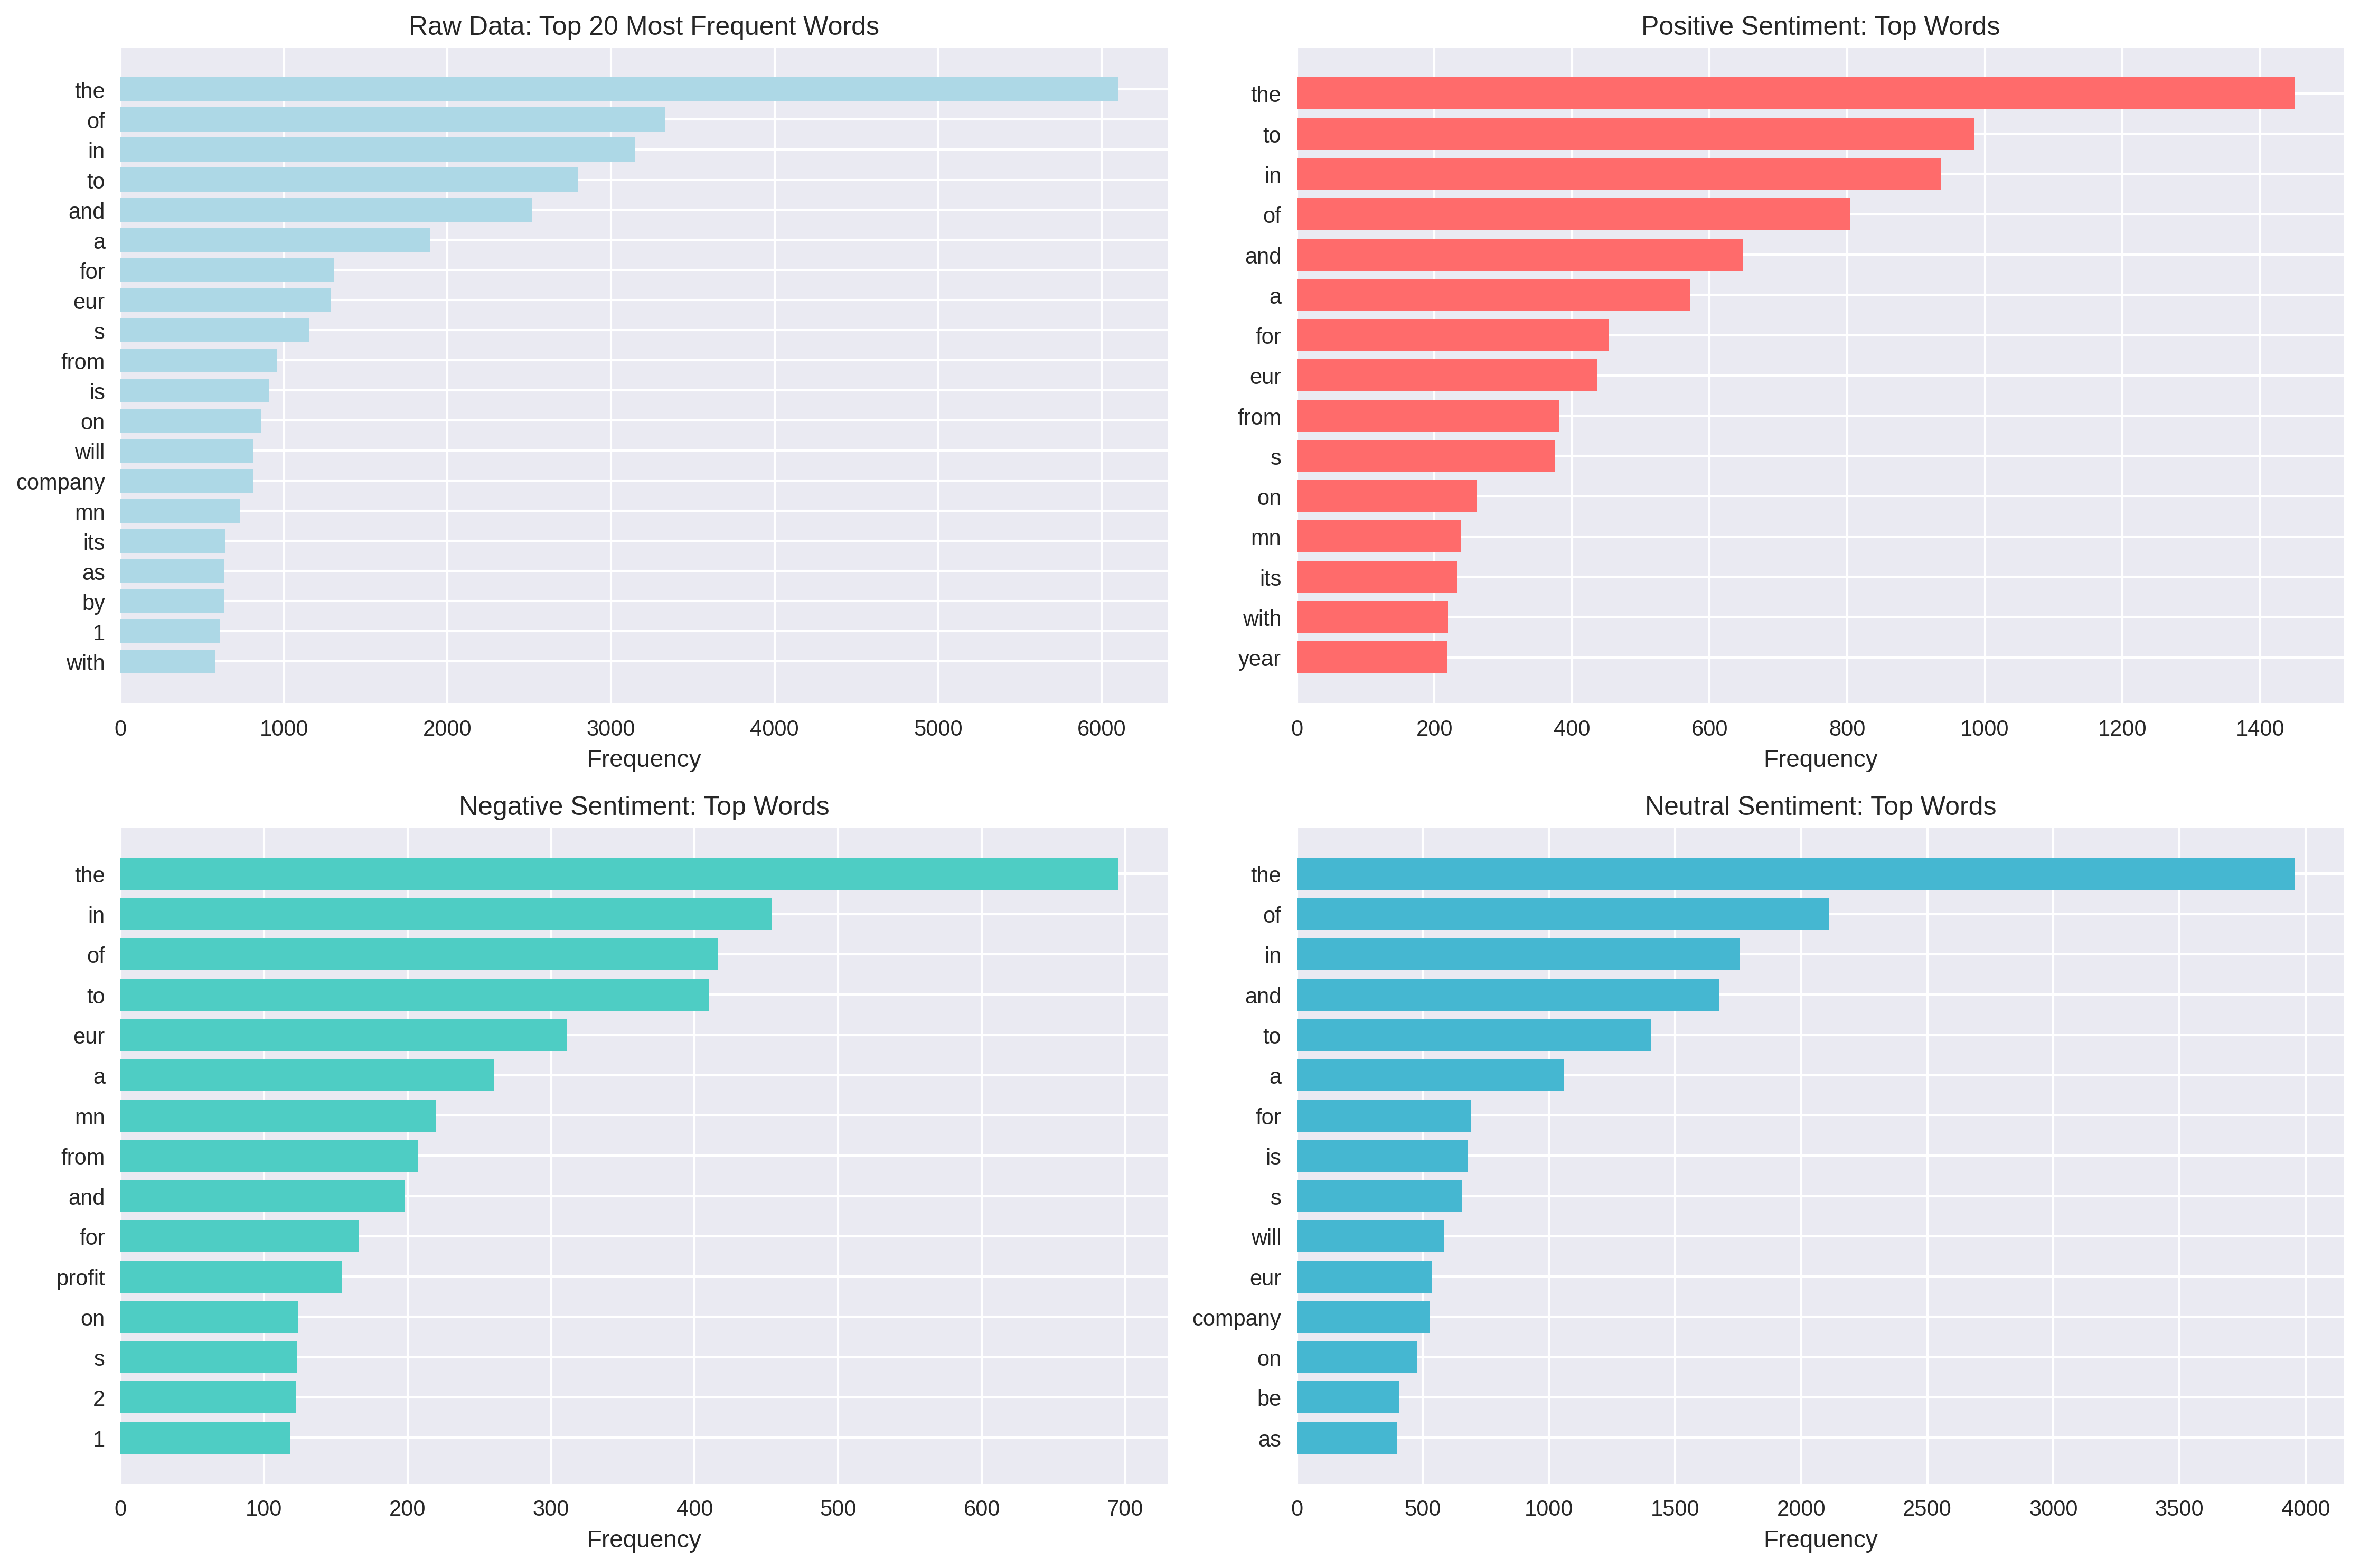 Raw Data: Top 20 Most Frequent Words
the
of
in
to
and
a
for
eur
s
from
is
on
will
company
mn
its
as
by
1
with
0 1000 2000 3000 4000 5000 6000
Frequency
Positive Sentiment: Top Words
the
to
in
of
and
a
for
eur
from
s
on
mn
its
with
year
0 200 400 600 800 1000 1200 1400
Frequency
Negative Sentiment: Top Words
the
in
of
to
eur
a
mn
from
and
for
profit
on
s
2
1
0 100 200 300 400 500 600 700
Frequency
Neutral Sentiment: Top Words
the
of
in
and
to
a
for
is
s
will
eur
company
on
be
as
0 500 1000 1500 2000 2500 3000 3500 4000
Frequency